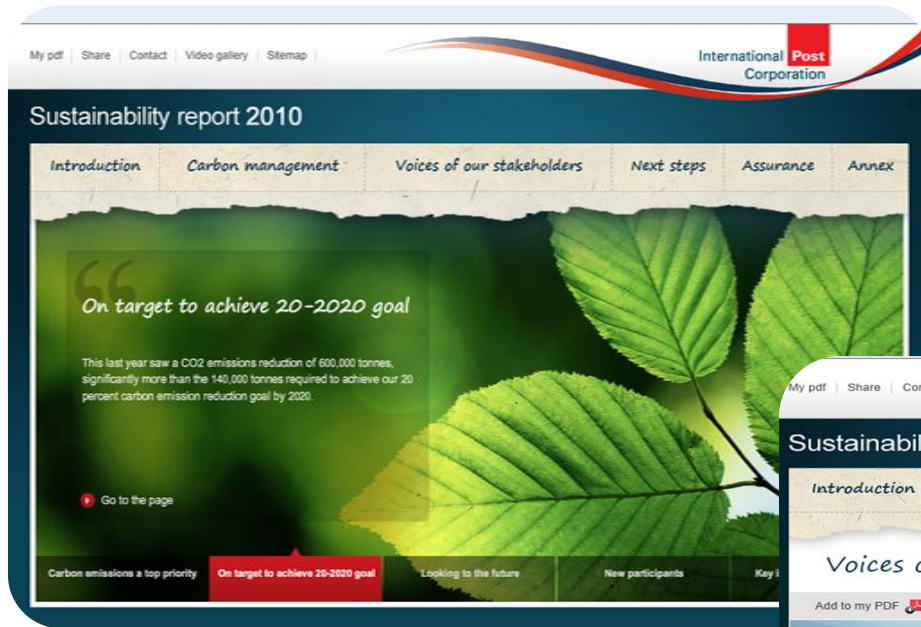 My pdf | Share | Contact | Video gallery | Sitemap |
International Post
Corporation
Sustainability report 2010
Introduction Carbon management Voices of our stakeholders Next steps Assurance Annex
On target to achieve 20-2020 goal
This last year saw a CO2 emissions reduction of 600,000 tonnes,
significantly more than the 140,000 tonnes required to achieve our 20
percent carbon emission reduction goal by 2020.
Go to the page
Carbon emissions a top priority On target to achieve 20-2020 goal Looking to the future New participants Key
My pdf | Share |
Introduction
Voices
Add to my PDF